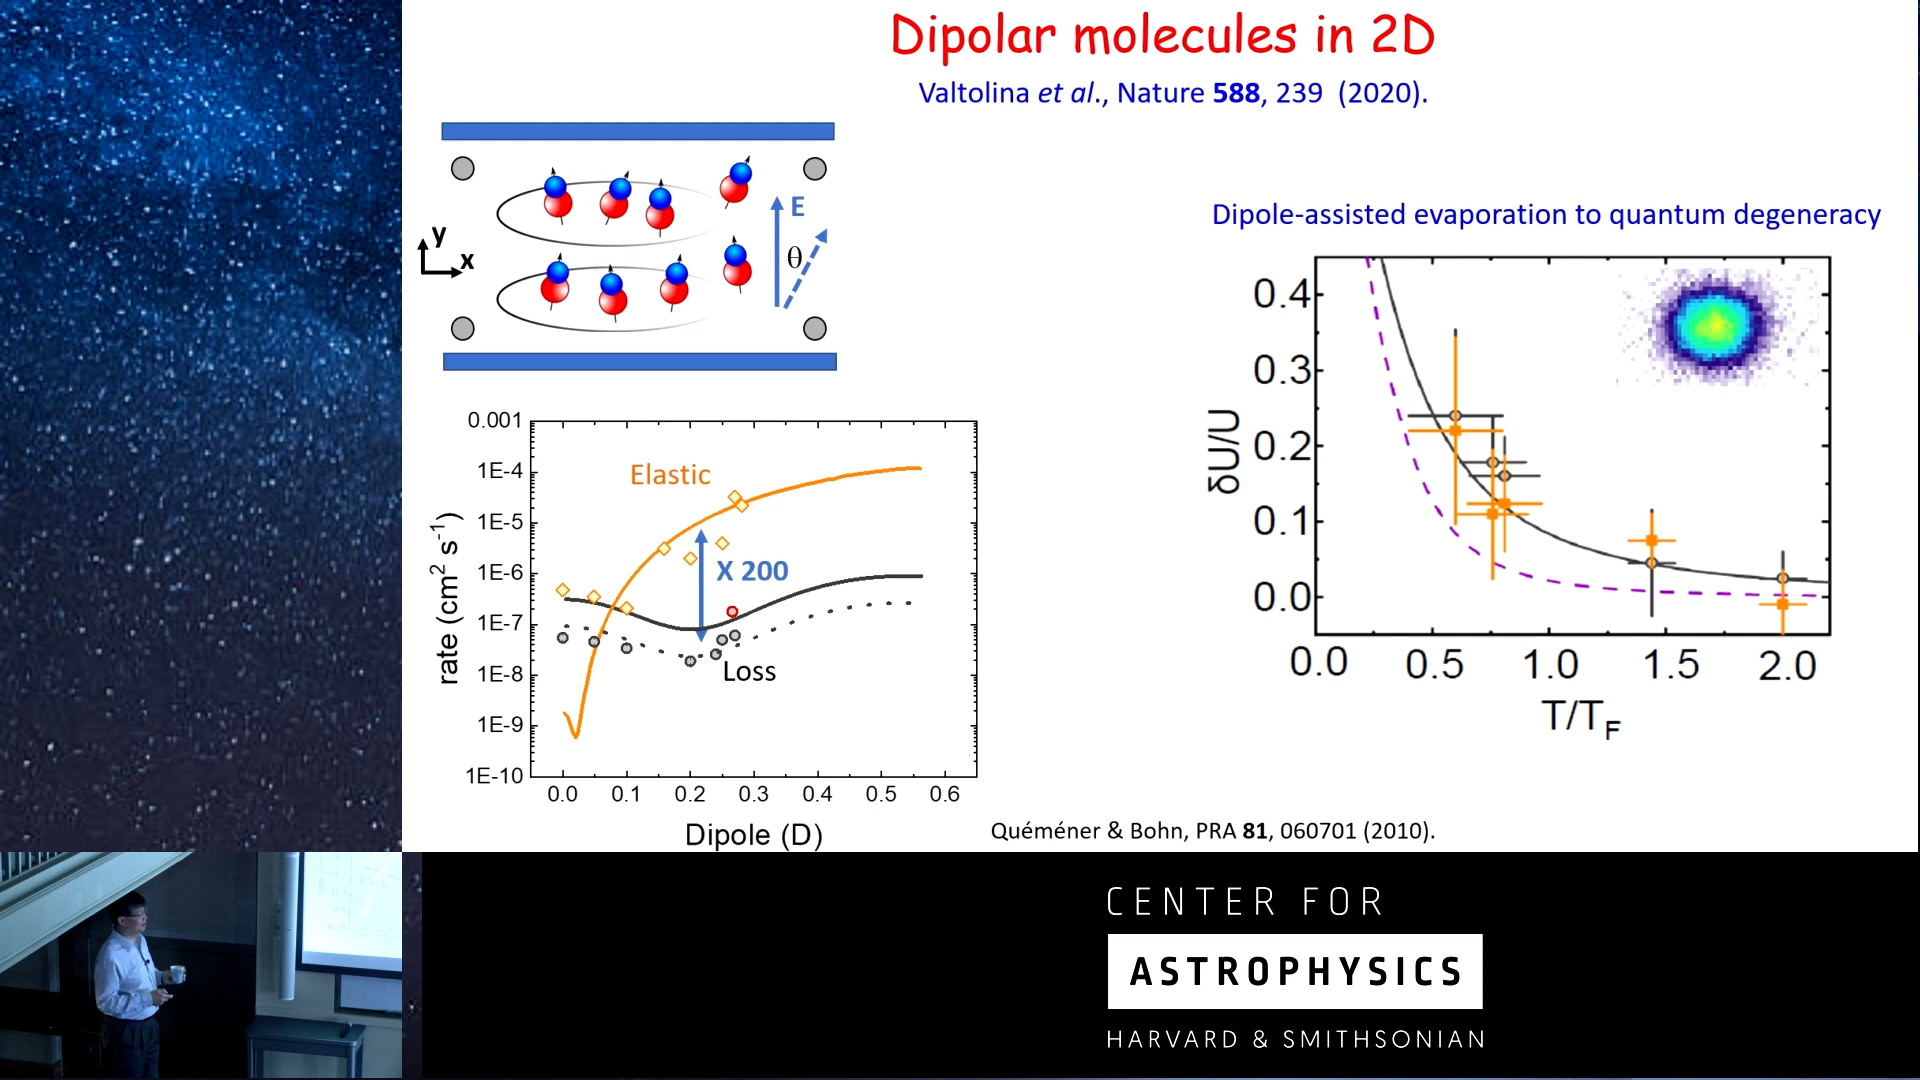 Dipolar molecules in 2D
Valtolina et al., Nature 588, 239 (2020).
y
x
E
θ
Dipole-assisted evaporation to quantum degeneracy
0.001
1E-4
1E-5
1E-6
1E-7
1E-8
1E-9
1E-10
rate (cm² s⁻¹)
Elastic
X 200
Loss
0.0 0.1 0.2 0.3 0.4 0.5 0.6
Dipole (D)
0.4
0.3
0.2
0.1
0.0
δU/U
0.0 0.5 1.0 1.5 2.0
T/T_F
Quéméner & Bohn, PRA 81, 060701 (2010).
CENTER FOR
ASTROPHYSICS
HARVARD & SMITHSONIAN